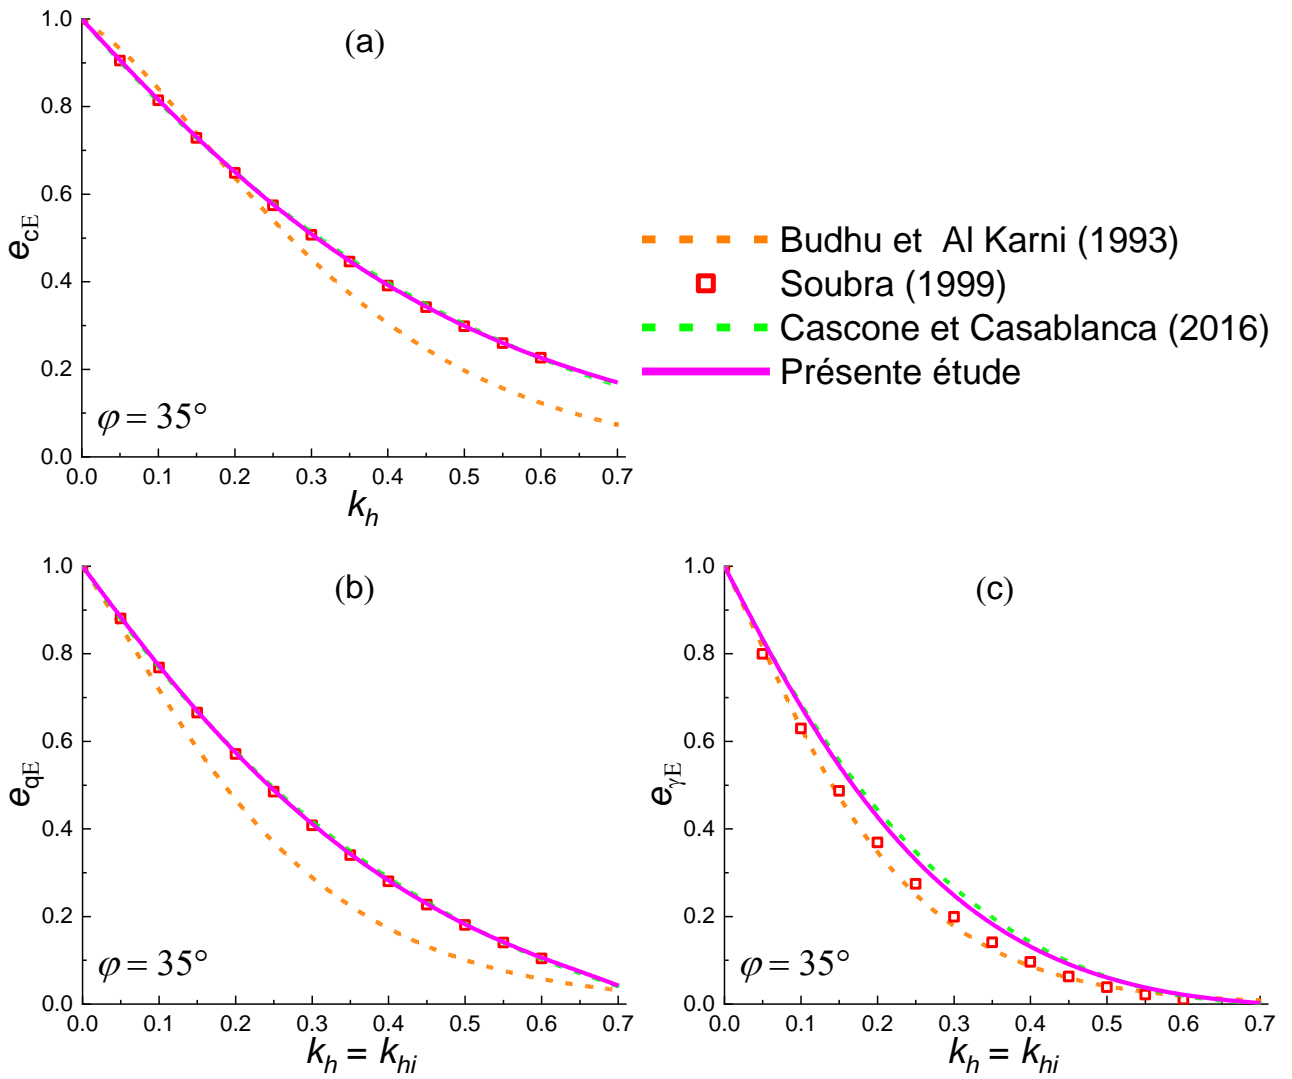 (a)
1.0
0.8
0.6
0.4
0.2
0.0
e_cE
φ = 35°
0.0 0.1 0.2 0.3 0.4 0.5 0.6 0.7
k_h
Budhu et  Al Karni (1993)
Soubra (1999)
Cascone et Casablanca (2016)
Présente étude
(b)
1.0
0.8
0.6
0.4
0.2
0.0
e_qE
φ = 35°
0.0 0.1 0.2 0.3 0.4 0.5 0.6 0.7
k_h = k_hi
(c)
1.0
0.8
0.6
0.4
0.2
0.0
e_γE
φ = 35°
0.0 0.1 0.2 0.3 0.4 0.5 0.6 0.7
k_h = k_hi